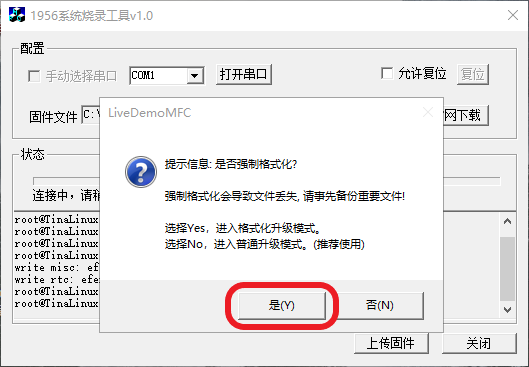 1956系统烧录工具v1.0
配置
手动选择串口
COM1
打开串口
允许复位
复位
固件文件
C:\
网下载
LiveDemoMFC
提示信息: 是否强制格式化?
强制格式化会导致文件丢失, 请事先备份重要文件!
选择Yes，进入格式化升级模式。
选择No，进入普通升级模式。(推荐使用)
是(Y)
否(N)
状态
连接中，请稍
root@TinaLinux
root@TinaLinux
root@TinaLinux
root@TinaLinux
write misc: efe
write rtc: efex
root@TinaLinux
root@TinaLinux
上传固件
关闭